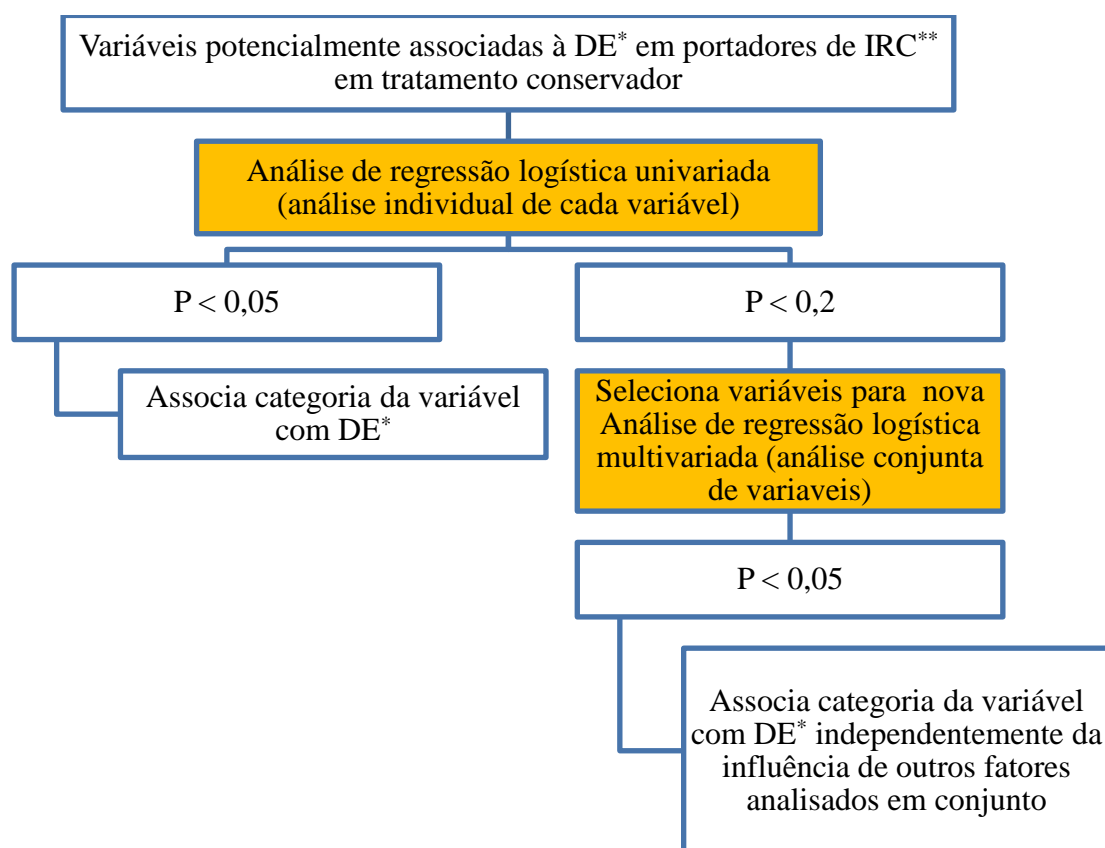 Variáveis potencialmente associadas à DE* em portadores de IRC**
em tratamento conservador
Análise de regressão logística univariada
(análise individual de cada variável)
P < 0,05
Associa categoria da variável
com DE*
P < 0,2
Seleciona variáveis para nova
Análise de regressão logística
multivariada (análise conjunta
de variaveis)
P < 0,05
Associa categoria da variável
com DE* independentemente da
influência de outros fatores
analisados em conjunto